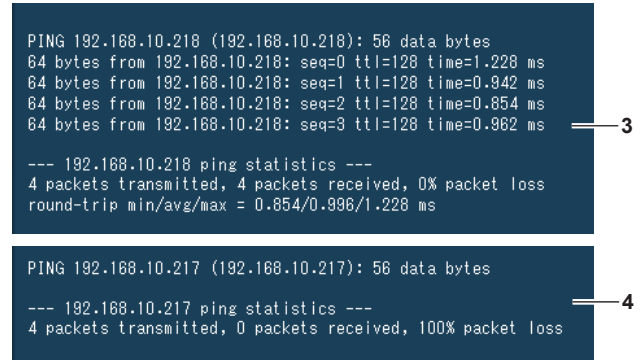 PING 192.168.10.218 (192.168.10.218): 56 data bytes
64 bytes from 192.168.10.218: seq=0 ttl=128 time=1.228 ms
64 bytes from 192.168.10.218: seq=1 ttl=128 time=0.942 ms
64 bytes from 192.168.10.218: seq=2 ttl=128 time=0.854 ms
64 bytes from 192.168.10.218: seq=3 ttl=128 time=0.962 ms
3
--- 192.168.10.218 ping statistics ---
4 packets transmitted, 4 packets received, 0% packet loss
round-trip min/avg/max = 0.854/0.996/1.228 ms
PING 192.168.10.217 (192.168.10.217): 56 data bytes
--- 192.168.10.217 ping statistics ---
4
4 packets transmitted, 0 packets received, 100% packet loss